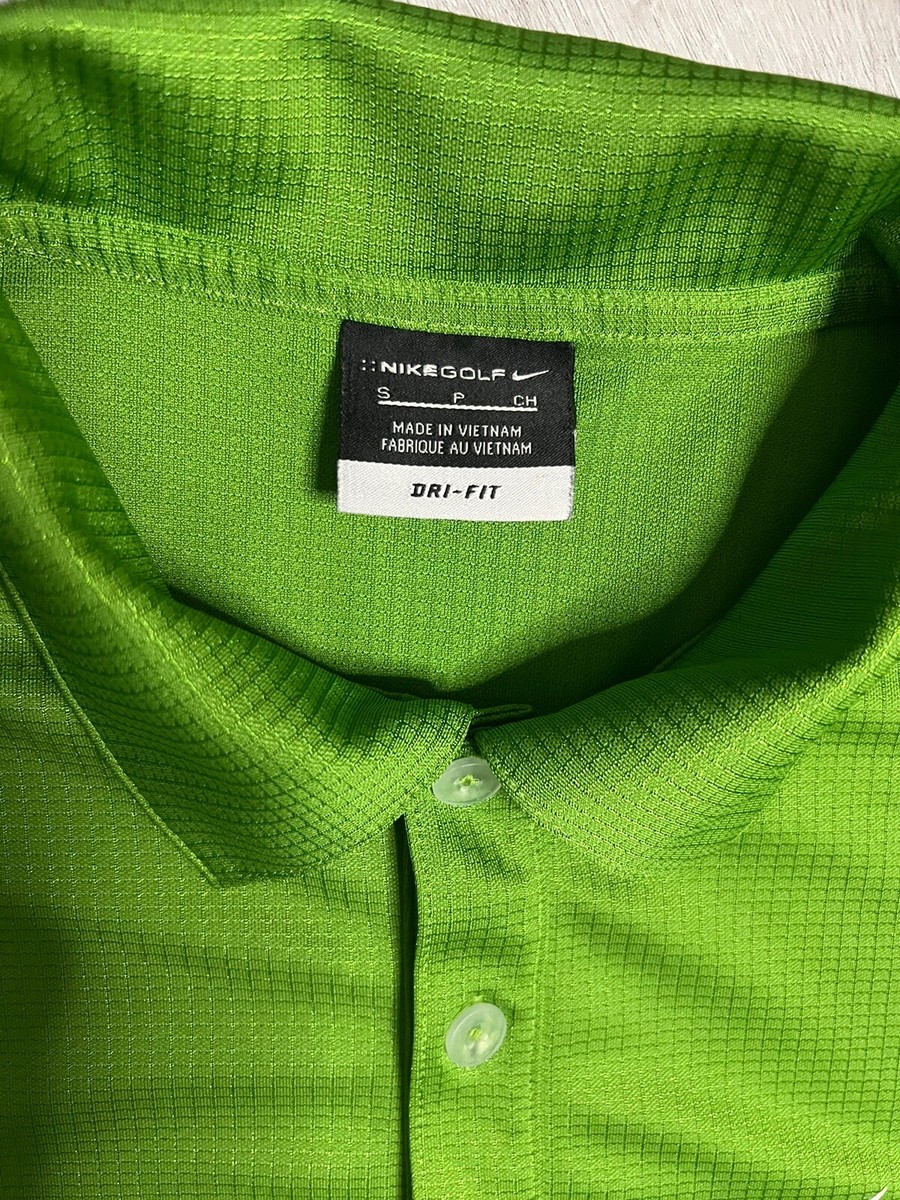 NIKEGOLF
S P CH
MADE IN VIETNAM
FABRIQUE AU VIETNAM
DRI-FIT